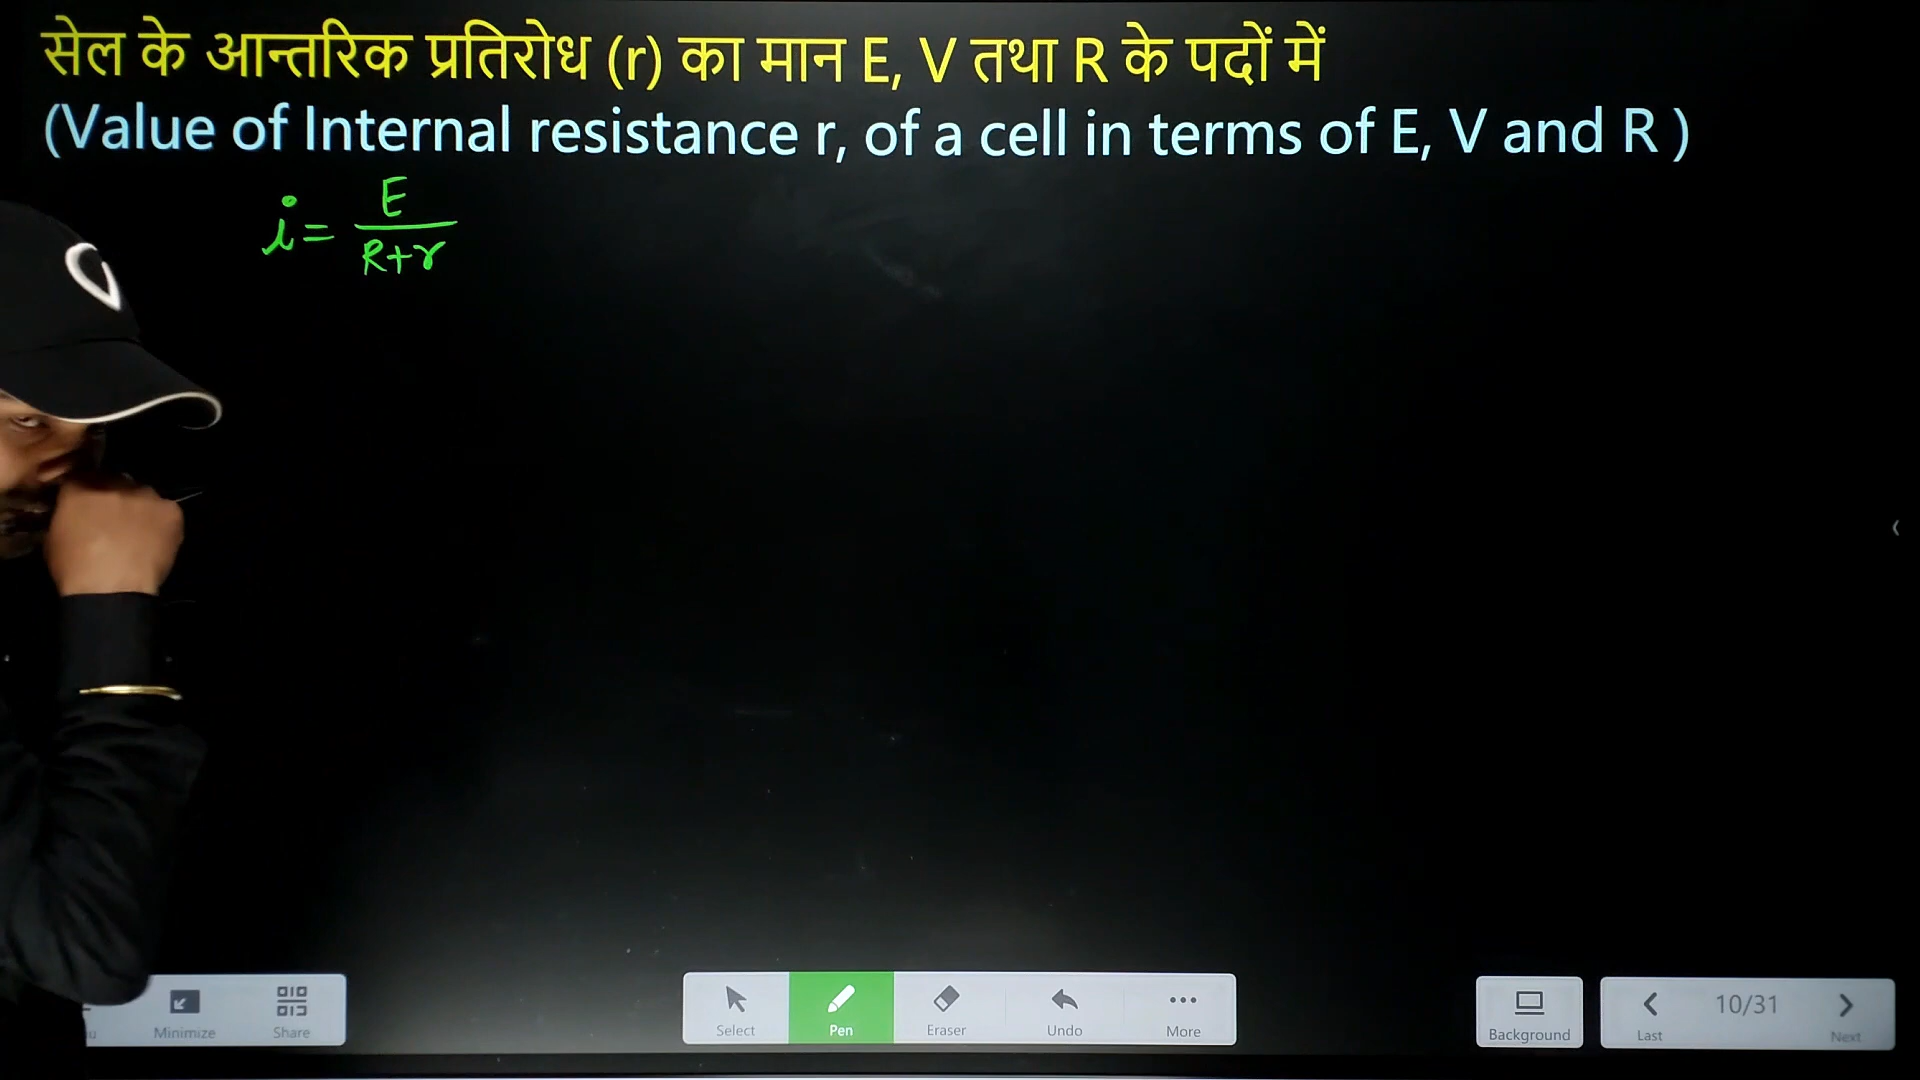 सेल के आन्तरिक प्रतिरोध (r) का मान E, V तथा R के पदों में
(Value of Internal resistance r, of a cell in terms of E, V and R )
i = E
R+r
Minimize
Share
Select
Pen
Eraser
Undo
More
Background
Last
10/31
Next